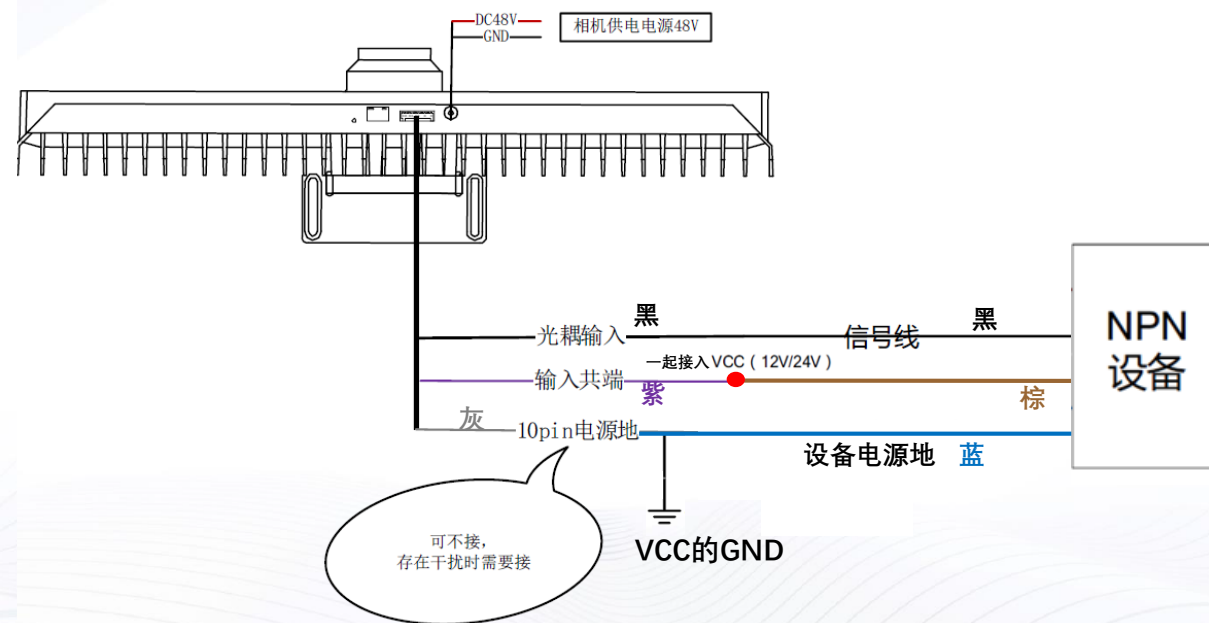 DC48V
GND
相机供电电源48V
黑
黑
光耦输入
信号线
一起接入VCC（12V/24V）
输入共端
紫
棕
灰
10pin电源地
设备电源地 蓝
NPN
设备
可不接，
存在干扰时需要接
VCC的GND